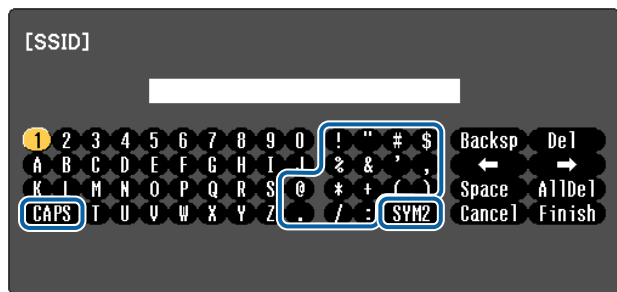 [SSID]
1 2 3 4 5 6 7 8 9 0 ! " # $ Backsp Del
A B C D E F G H I J % & ' , ← →
K L M N O P Q R S @ * + ( ) Space AllDel
CAPS T U V W X Y Z . / : SYM2 Cancel Finish